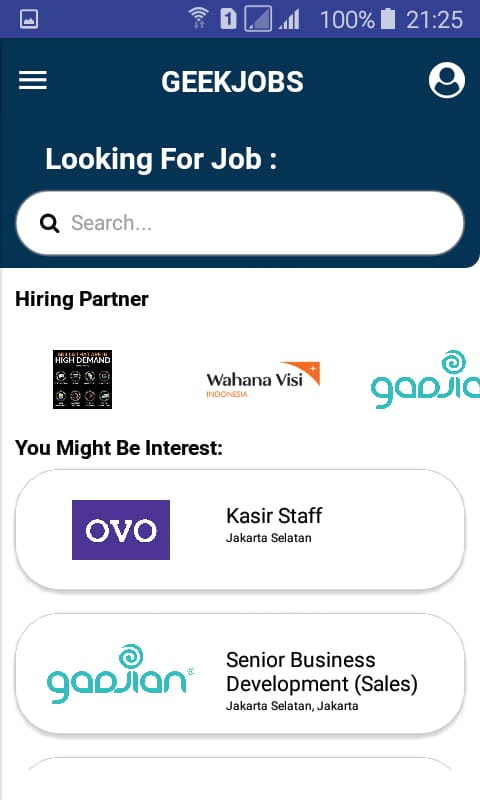 1
100%
21:25
GEEKJOBS
Looking For Job :
Search...
Hiring Partner
HIGH DEMAND
Wahana Visi
INDONESIA
gadjian
You Might Be Interest:
OVO
Kasir Staff
Jakarta Selatan
gadjian
Senior Business
Development (Sales)
Jakarta Selatan, Jakarta